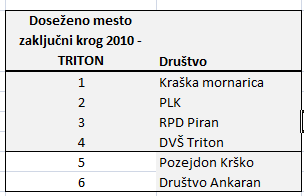 Doseženo mesto
zaključni krog 2010 -
TRITON Društvo
1 Kraška mornarica
2 PLK
3 RPD Piran
4 DVŠ Triton
5 Pozejdon Krško
6 Društvo Ankaran